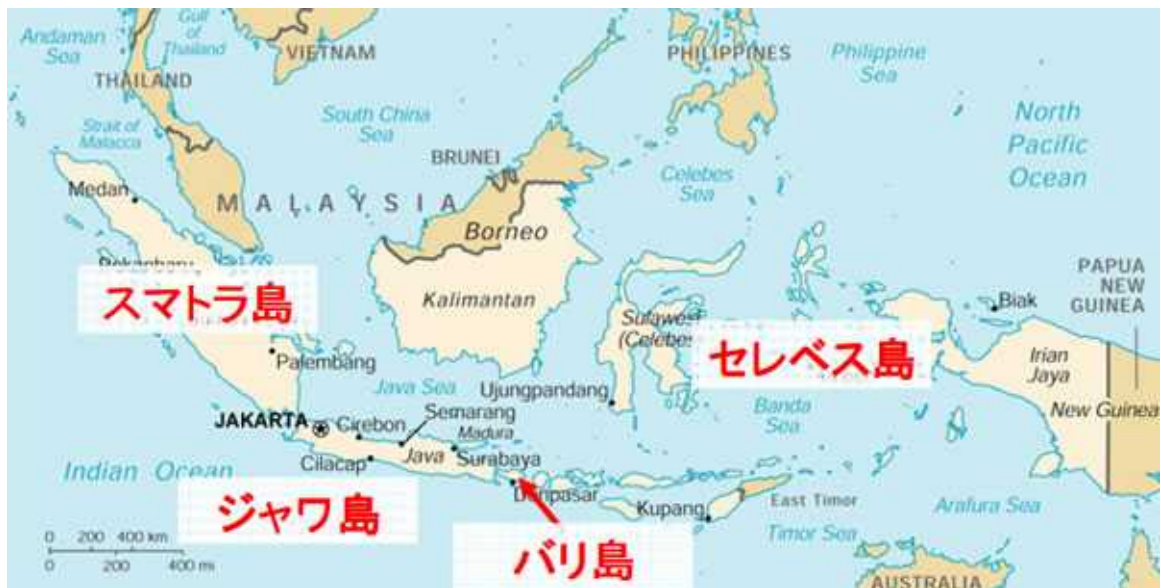 Andaman
Sea
Gulf
of
Thailand
VIETNAM
PHILIPPINES
Philippine
Sea
THAILAND
South China
Sea
North
Pacific
Ocean
Strait of
Malacca
BRUNEI
Celebes
Sea
Medan
MALAYSIA
Borneo
Pekanbaru
スマトラ島
Kalimantan
PAPUA
NEW
GUINEA
Biak
Sulawesi
(Celebes
セレベス島
Palembang
Java Sea
Ujungpandang
Irian
Jaya
New Guinea
Banda
Sea
JAKARTA
Cirebon
Semarang
Madura
Java
Surabaya
Cilacap
Indian Ocean
ジャワ島
Denpasar
Kupang
East Timor
Arafura Sea
Timor Sea
バリ島
0 200 400 km
0 200 400 mi
AUSTRALIA